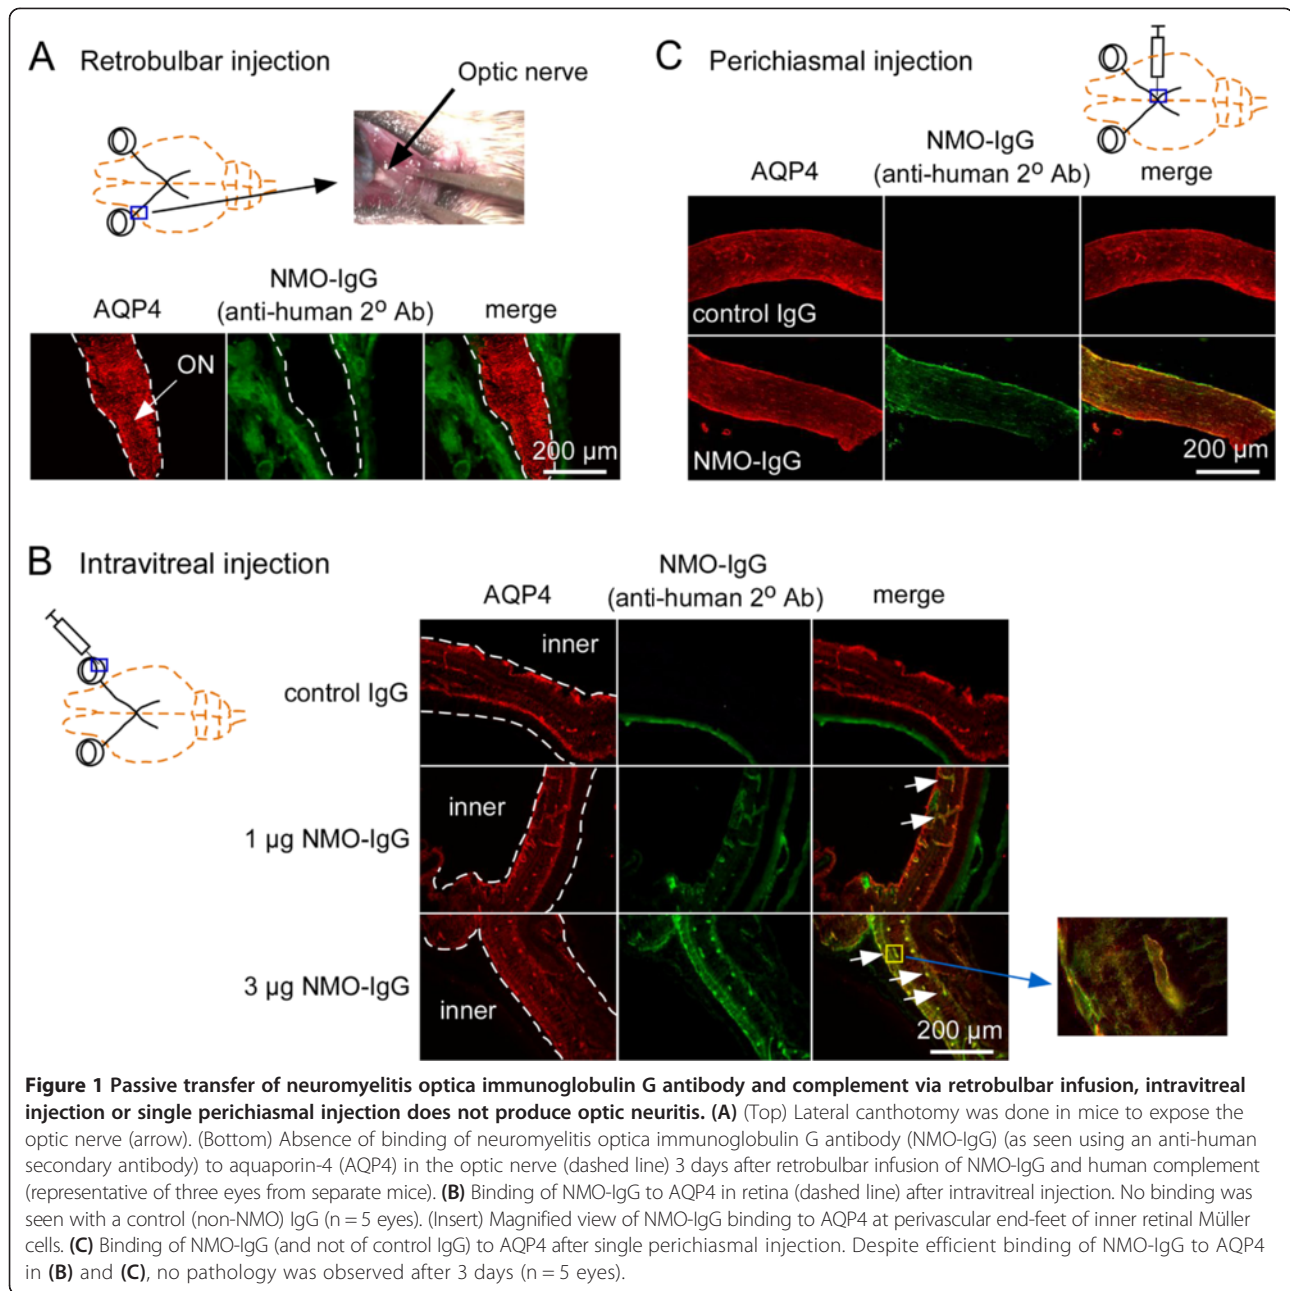 A Retrobulbar injection
Optic nerve
NMO-IgG
AQP4 (anti-human 2º Ab) merge
ON
200 µm
C Perichiasmal injection
NMO-IgG
AQP4 (anti-human 2º Ab) merge
control IgG
NMO-IgG
200 µm
B Intravitreal injection
NMO-IgG
AQP4 (anti-human 2º Ab) merge
control IgG
inner
1 µg NMO-IgG
inner
3 µg NMO-IgG
inner
200 µm
Figure 1 Passive transfer of neuromyelitis optica immunoglobulin G antibody and complement via retrobulbar infusion, intravitreal
injection or single perichiasmal injection does not produce optic neuritis. (A) (Top) Lateral canthotomy was done in mice to expose the
optic nerve (arrow). (Bottom) Absence of binding of neuromyelitis optica immunoglobulin G antibody (NMO-IgG) (as seen using an anti-human
secondary antibody) to aquaporin-4 (AQP4) in the optic nerve (dashed line) 3 days after retrobulbar infusion of NMO-IgG and human complement
(representative of three eyes from separate mice). (B) Binding of NMO-IgG to AQP4 in retina (dashed line) after intravitreal injection. No binding was
seen with a control (non-NMO) IgG (n = 5 eyes). (Insert) Magnified view of NMO-IgG binding to AQP4 at perivascular end-feet of inner retinal Müller
cells. (C) Binding of NMO-IgG (and not of control IgG) to AQP4 after single perichiasmal injection. Despite efficient binding of NMO-IgG to AQP4
in (B) and (C), no pathology was observed after 3 days (n = 5 eyes).